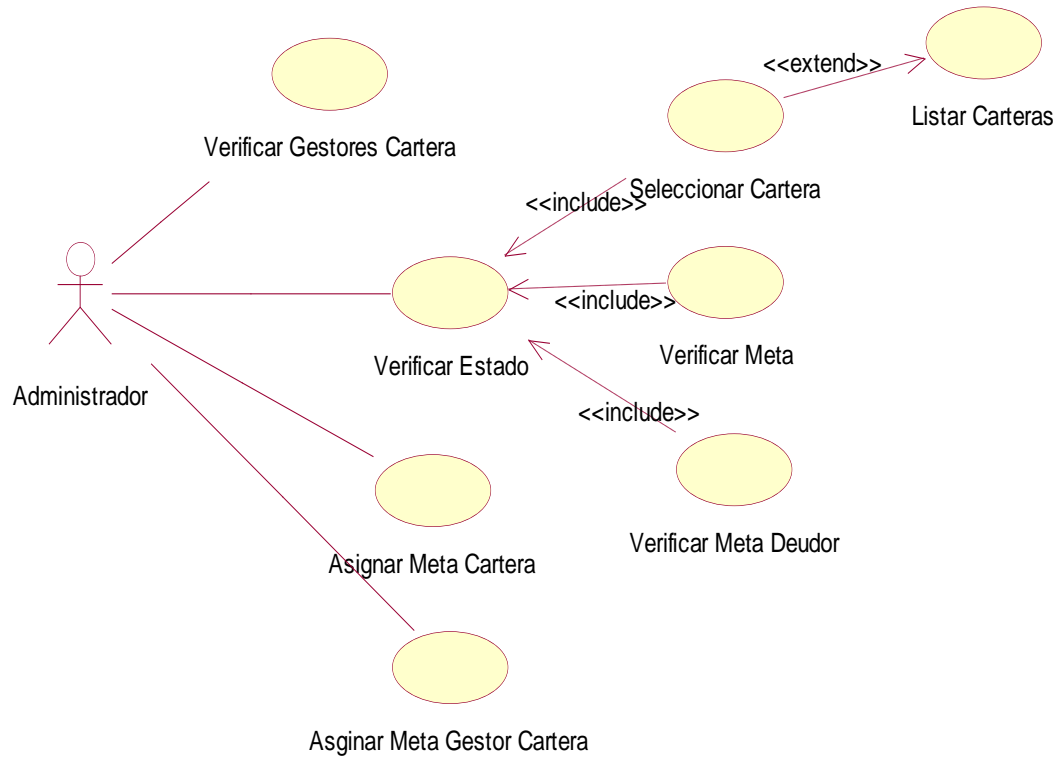 <<extend>>
Listar Carteras
Verificar Gestores Cartera
Seleccionar Cartera
<<include>>
<<include>>
Verificar Meta
Verificar Estado
Administrador
<<include>>
Verificar Meta Deudor
Asignar Meta Cartera
Asginar Meta Gestor Cartera